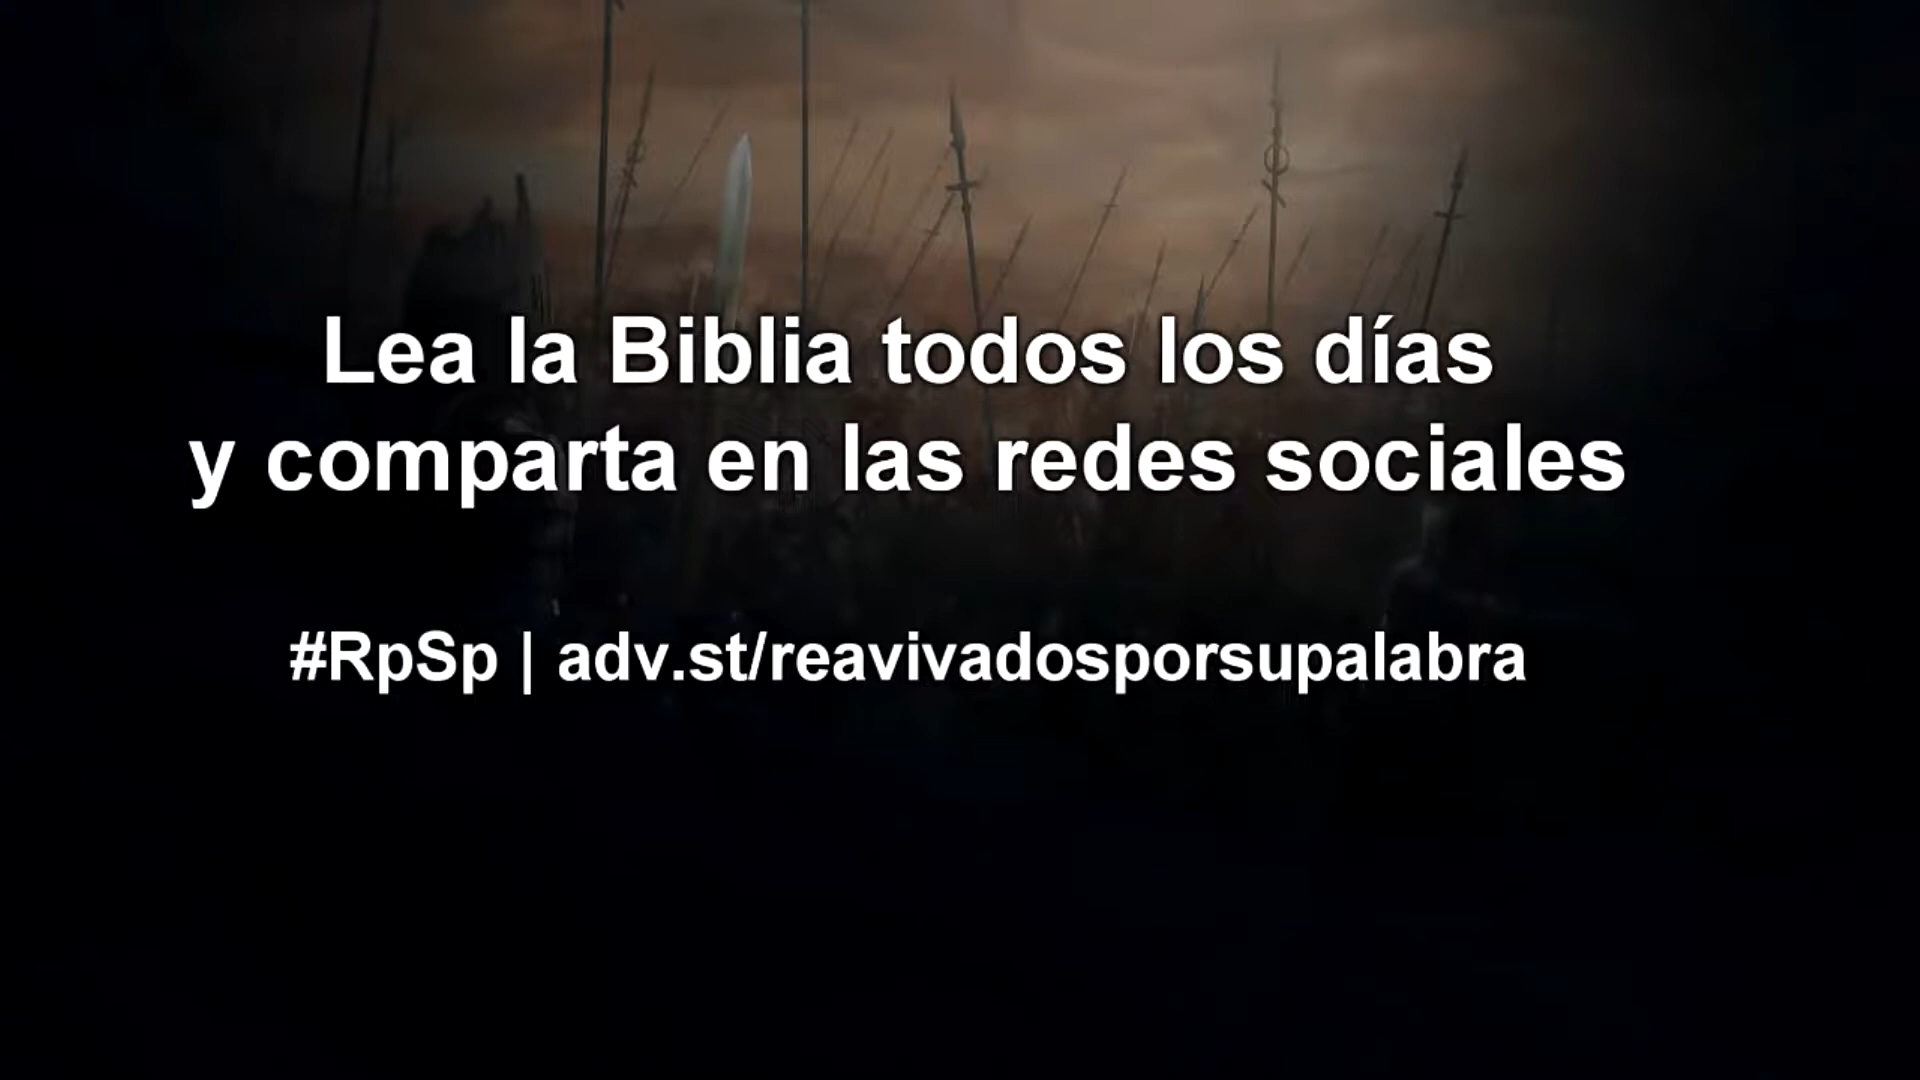 Lea la Biblia todos los días
y comparta en las redes sociales
#RpSp | adv.st/reavivadosporsupalabra